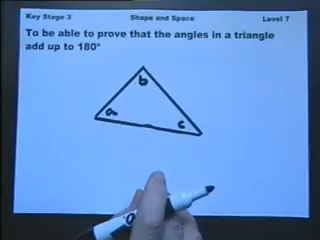 Key Stage 3 Shape and Space Level 7
To be able to prove that the angles in a triangle
add up to 180°
b
a
c